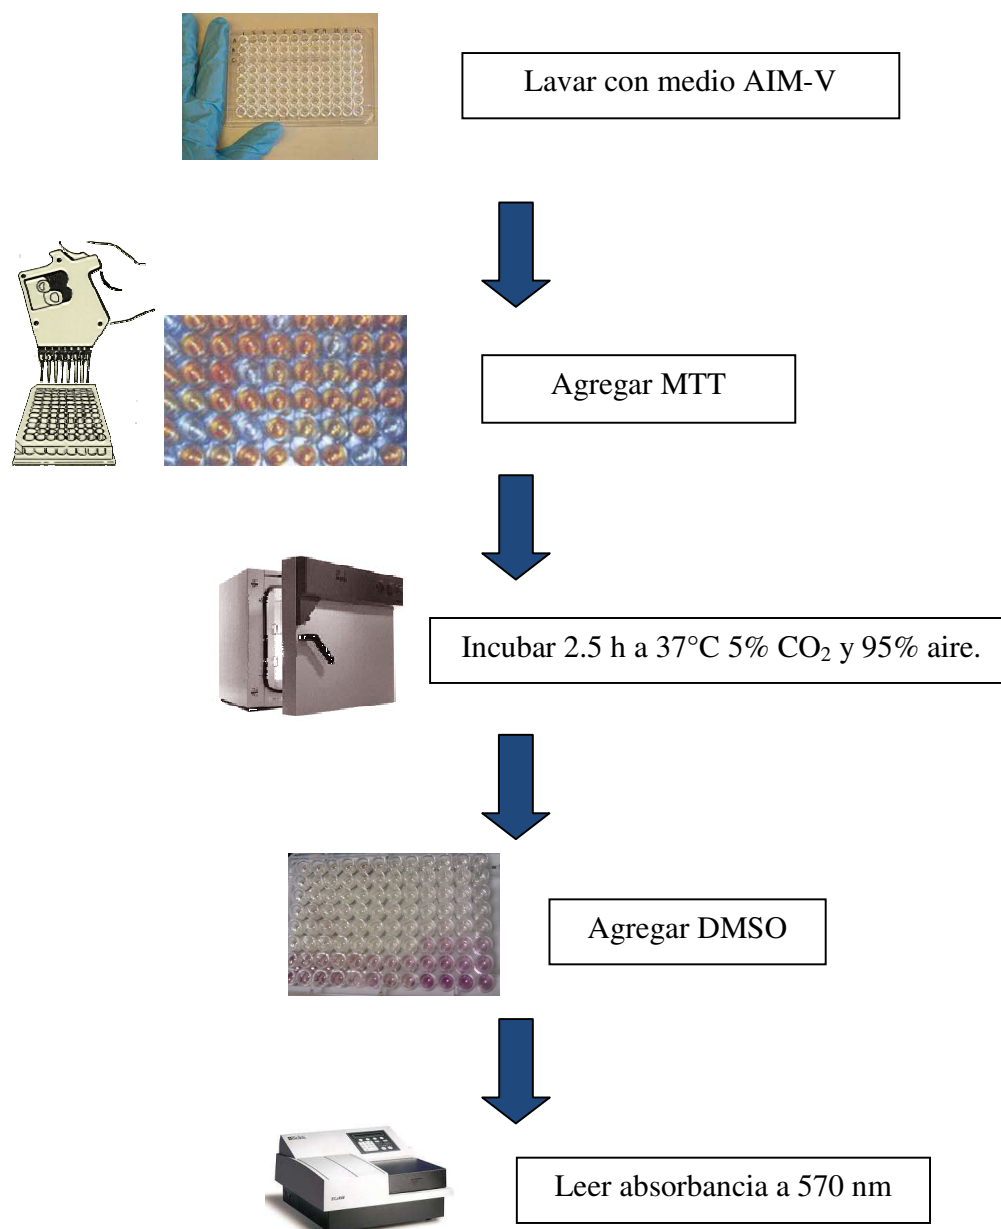 Lavar con medio AIM-V
Agregar MTT
Incubar 2.5 h a 37°C 5% CO₂ y 95% aire.
Agregar DMSO
Leer absorbancia a 570 nm